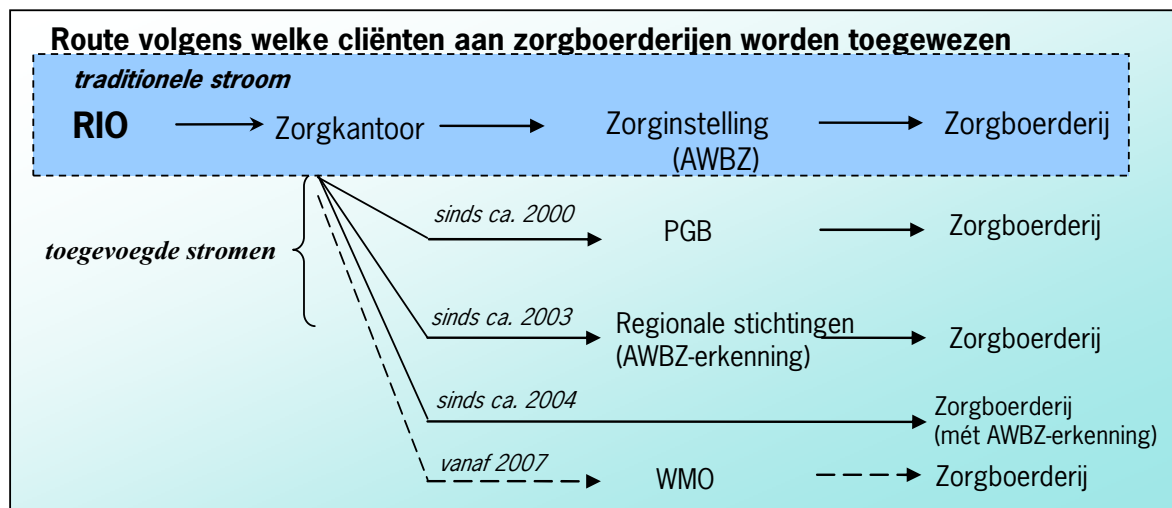 Route volgens welke cliënten aan zorgboerderijen worden toegewezen
traditionele stroom
RIO Zorgkantoor Zorginstelling Zorgboerderij
(AWBZ)
sinds ca. 2000 PGB Zorgboerderij
toegevoegde stromen
sinds ca. 2003 Regionale stichtingen Zorgboerderij
(AWBZ-erkenning)
sinds ca. 2004 Zorgboerderij
(mét AWBZ-erkenning)
vanaf 2007 WMO Zorgboerderij